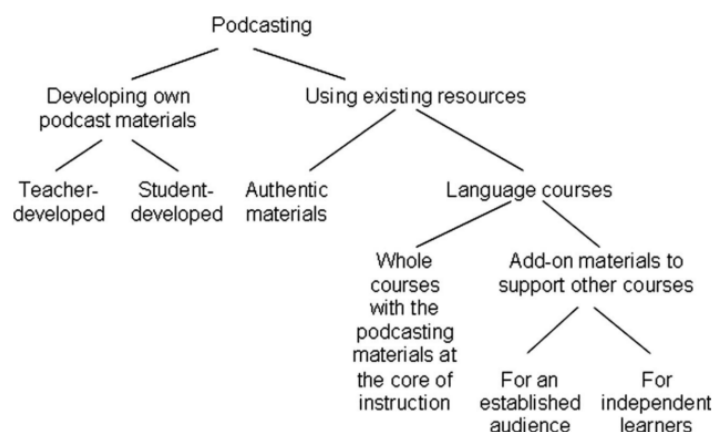 Podcasting
Developing own
podcast materials
Using existing resources
Teacher-
developed
Student-
developed
Authentic
materials
Language courses
Whole
courses
with the
podcasting
materials at
the core of
instruction
Add-on materials to
support other courses
For an
established
audience
For
independent
learners